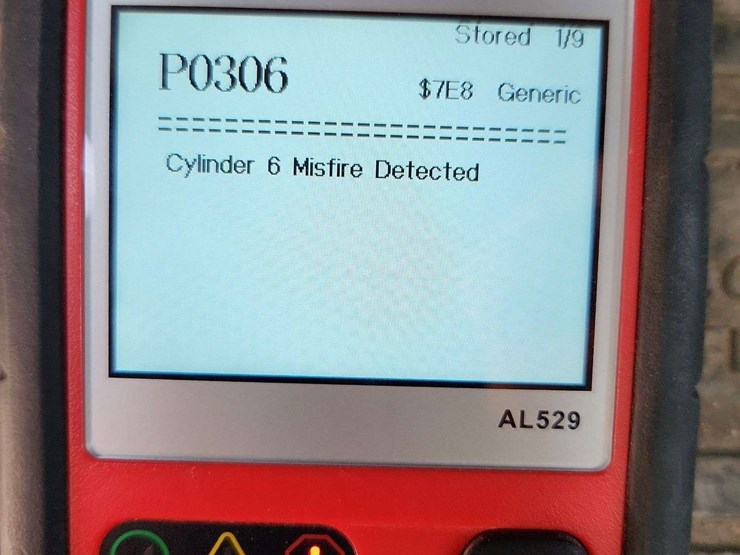 Stored 1/9
P0306
$7E8 Generic
============================
Cylinder 6 Misfire Detected
AL529